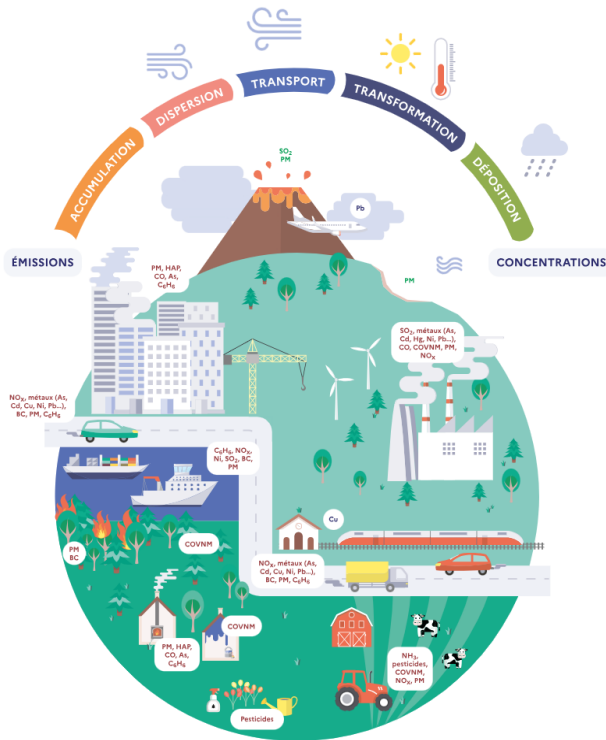 ACCUMULATION
DISPERSION
TRANSPORT
TRANSFORMATION
DÉPOSITION
ÉMISSIONS
CONCENTRATIONS
SO₂
PM
Pb
PM, HAP,
CO, As,
C₆H₆
PM
SO₂, métaux (As,
Cd, Hg, Ni, Pb...),
CO, COVNM, PM,
NOₓ
NOₓ, métaux (As,
Cd, Cu, Ni, Pb...),
BC, PM, C₆H₆
C₆H₆, NOₓ,
Ni, SO₂, BC,
PM
Cu
PM
BC
COVNM
NOₓ, métaux (As,
Cd, Cu, Ni, Pb...),
BC, PM, C₆H₆
COVNM
PM, HAP,
CO, As,
C₆H₆
NH₃,
pesticides,
COVNM,
NOₓ, PM
Pesticides